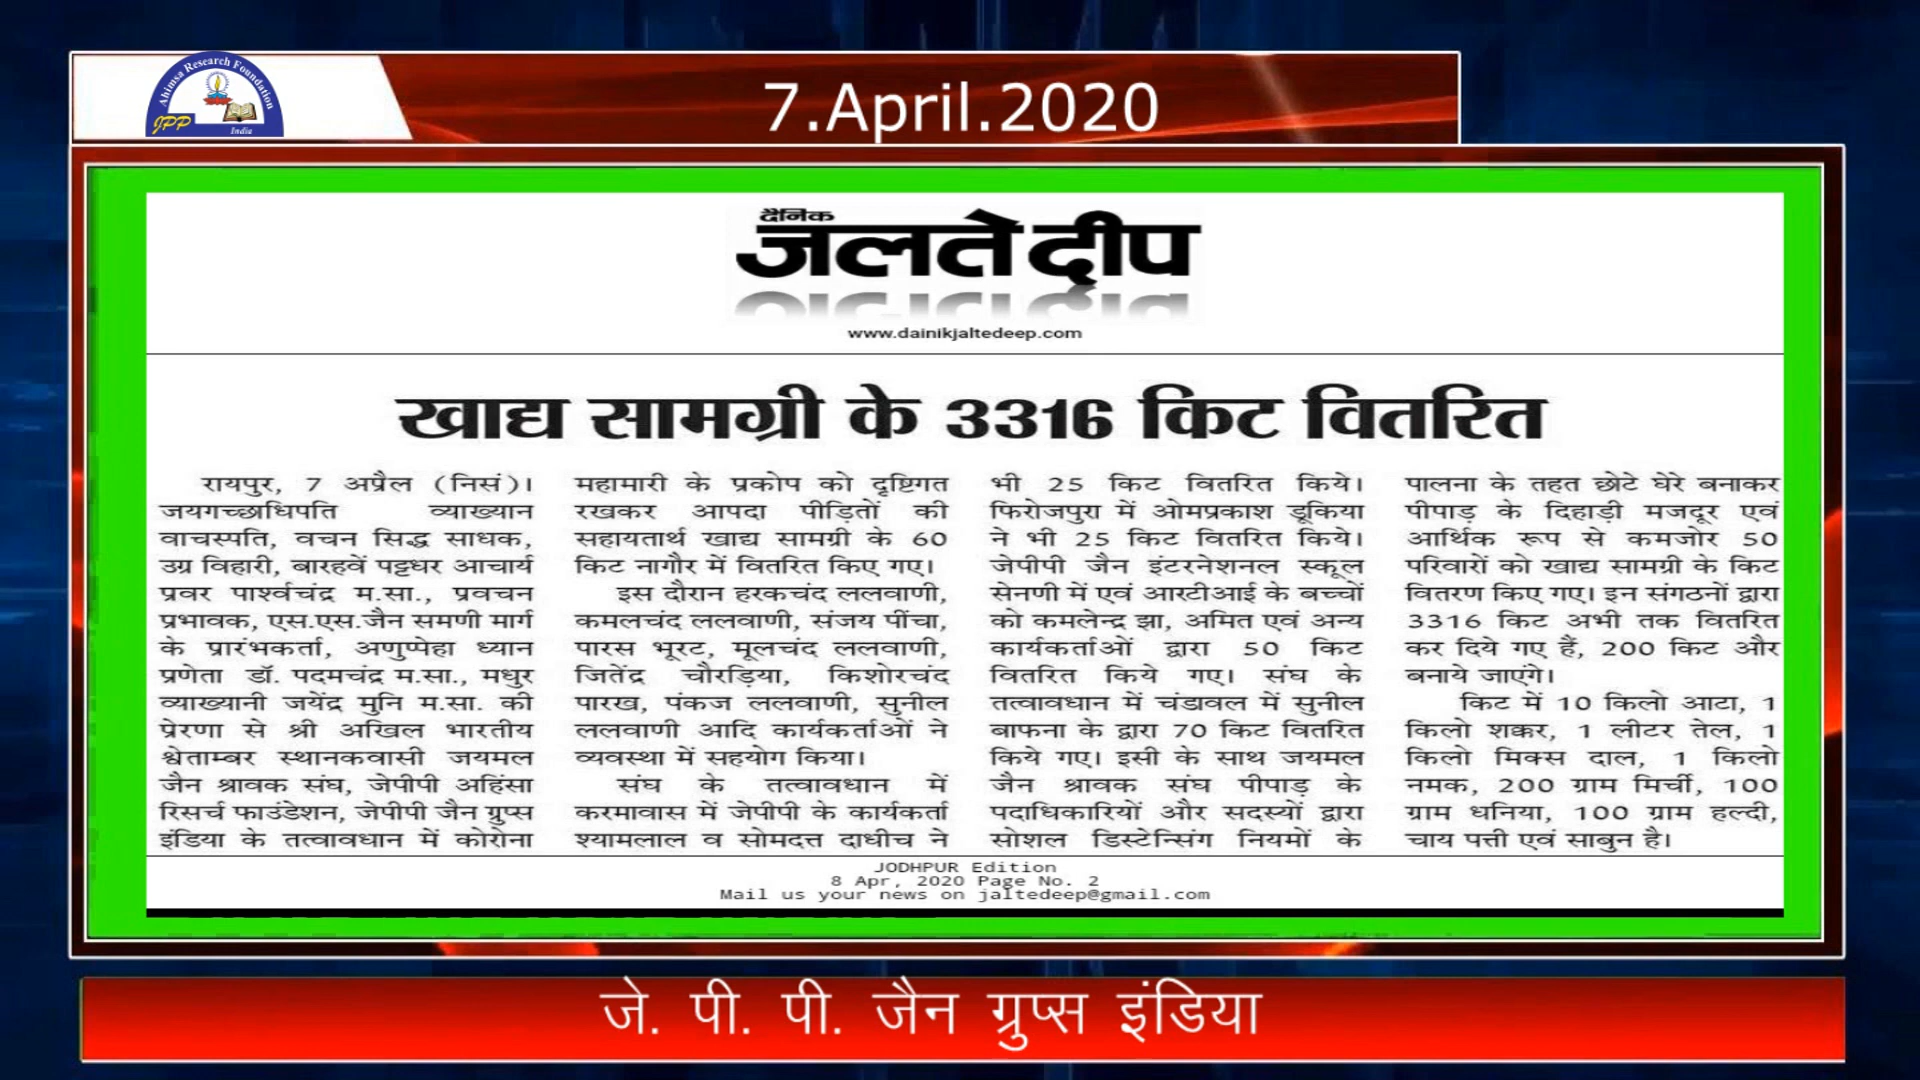 Ahimsa Research Foundation
JPP
India
7.April.2020
दैनिक
जलतेदीप
www.dainikjaltedeep.com
खाद्य सामग्री के 3316 किट वितरित
रायपुर, 7 अप्रैल (निसं)।
जयगच्छाधिपति व्याख्यान
वाचस्पति, वचन सिद्ध साधक,
उग्र विहारी, बारहवें पट्टधर आचार्य
प्रवर पार्श्वचंद्र म.सा., प्रवचन
प्रभावक, एस.एस.जैन समणी मार्ग
के प्रारंभकर्ता, अणुप्पेहा ध्यान
प्रणेता डॉ. पदमचंद्र म.सा., मधुर
व्याख्यानी जयेंद्र मुनि म.सा. की
प्रेरणा से श्री अखिल भारतीय
श्वेताम्बर स्थानकवासी जयमल
जैन श्रावक संघ, जेपीपी अहिंसा
रिसर्च फाउंडेशन, जेपीपी जैन ग्रुप्स
इंडिया के तत्वावधान में कोरोना
महामारी के प्रकोप को दृष्टिगत
रखकर आपदा पीड़ितों की
सहायतार्थ खाद्य सामग्री के 60
किट नागौर में वितरित किए गए।
इस दौरान हरकचंद ललवाणी,
कमलचंद ललवाणी, संजय पींचा,
पारस भूरट, मूलचंद ललवाणी,
जितेंद्र चौरड़िया, किशोरचंद
पारख, पंकज ललवाणी, सुनील
ललवाणी आदि कार्यकर्ताओं ने
व्यवस्था में सहयोग किया।
संघ के तत्वावधान में
करमावास में जेपीपी के कार्यकर्ता
श्यामलाल व सोमदत्त दाधीच ने
भी 25 किट वितरित किये।
फिरोजपुरा में ओमप्रकाश डूकिया
ने भी 25 किट वितरित किये।
जेपीपी जैन इंटरनेशनल स्कूल
सेनणी में एवं आरटीआई के बच्चों
को कमलेन्द्र झा, अमित एवं अन्य
कार्यकर्ताओं द्वारा 50 किट
वितरित किये गए। संघ के
तत्वावधान में चंडावल में सुनील
बाफना के द्वारा 70 किट वितरित
किये गए। इसी के साथ जयमल
जैन श्रावक संघ पीपाड़ के
पदाधिकारियों और सदस्यों द्वारा
सोशल डिस्टेन्सिंग नियमों के
पालना के तहत छोटे घेरे बनाकर
पीपाड़ के दिहाड़ी मजदूर एवं
आर्थिक रूप से कमजोर 50
परिवारों को खाद्य सामग्री के किट
वितरण किए गए। इन संगठनों द्वारा
3316 किट अभी तक वितरित
कर दिये गए हैं, 200 किट और
बनाये जाएंगे।
किट में 10 किलो आटा, 1
किलो शक्कर, 1 लीटर तेल, 1
किलो मिक्स दाल, 1 किलो
नमक, 200 ग्राम मिर्ची, 100
ग्राम धनिया, 100 ग्राम हल्दी,
चाय पत्ती एवं साबुन है।
JODHPUR Edition
8 Apr, 2020 Page No. 2
Mail us your news on jaltedeep@gmail.com
जे. पी. पी. जैन ग्रुप्स इंडिया